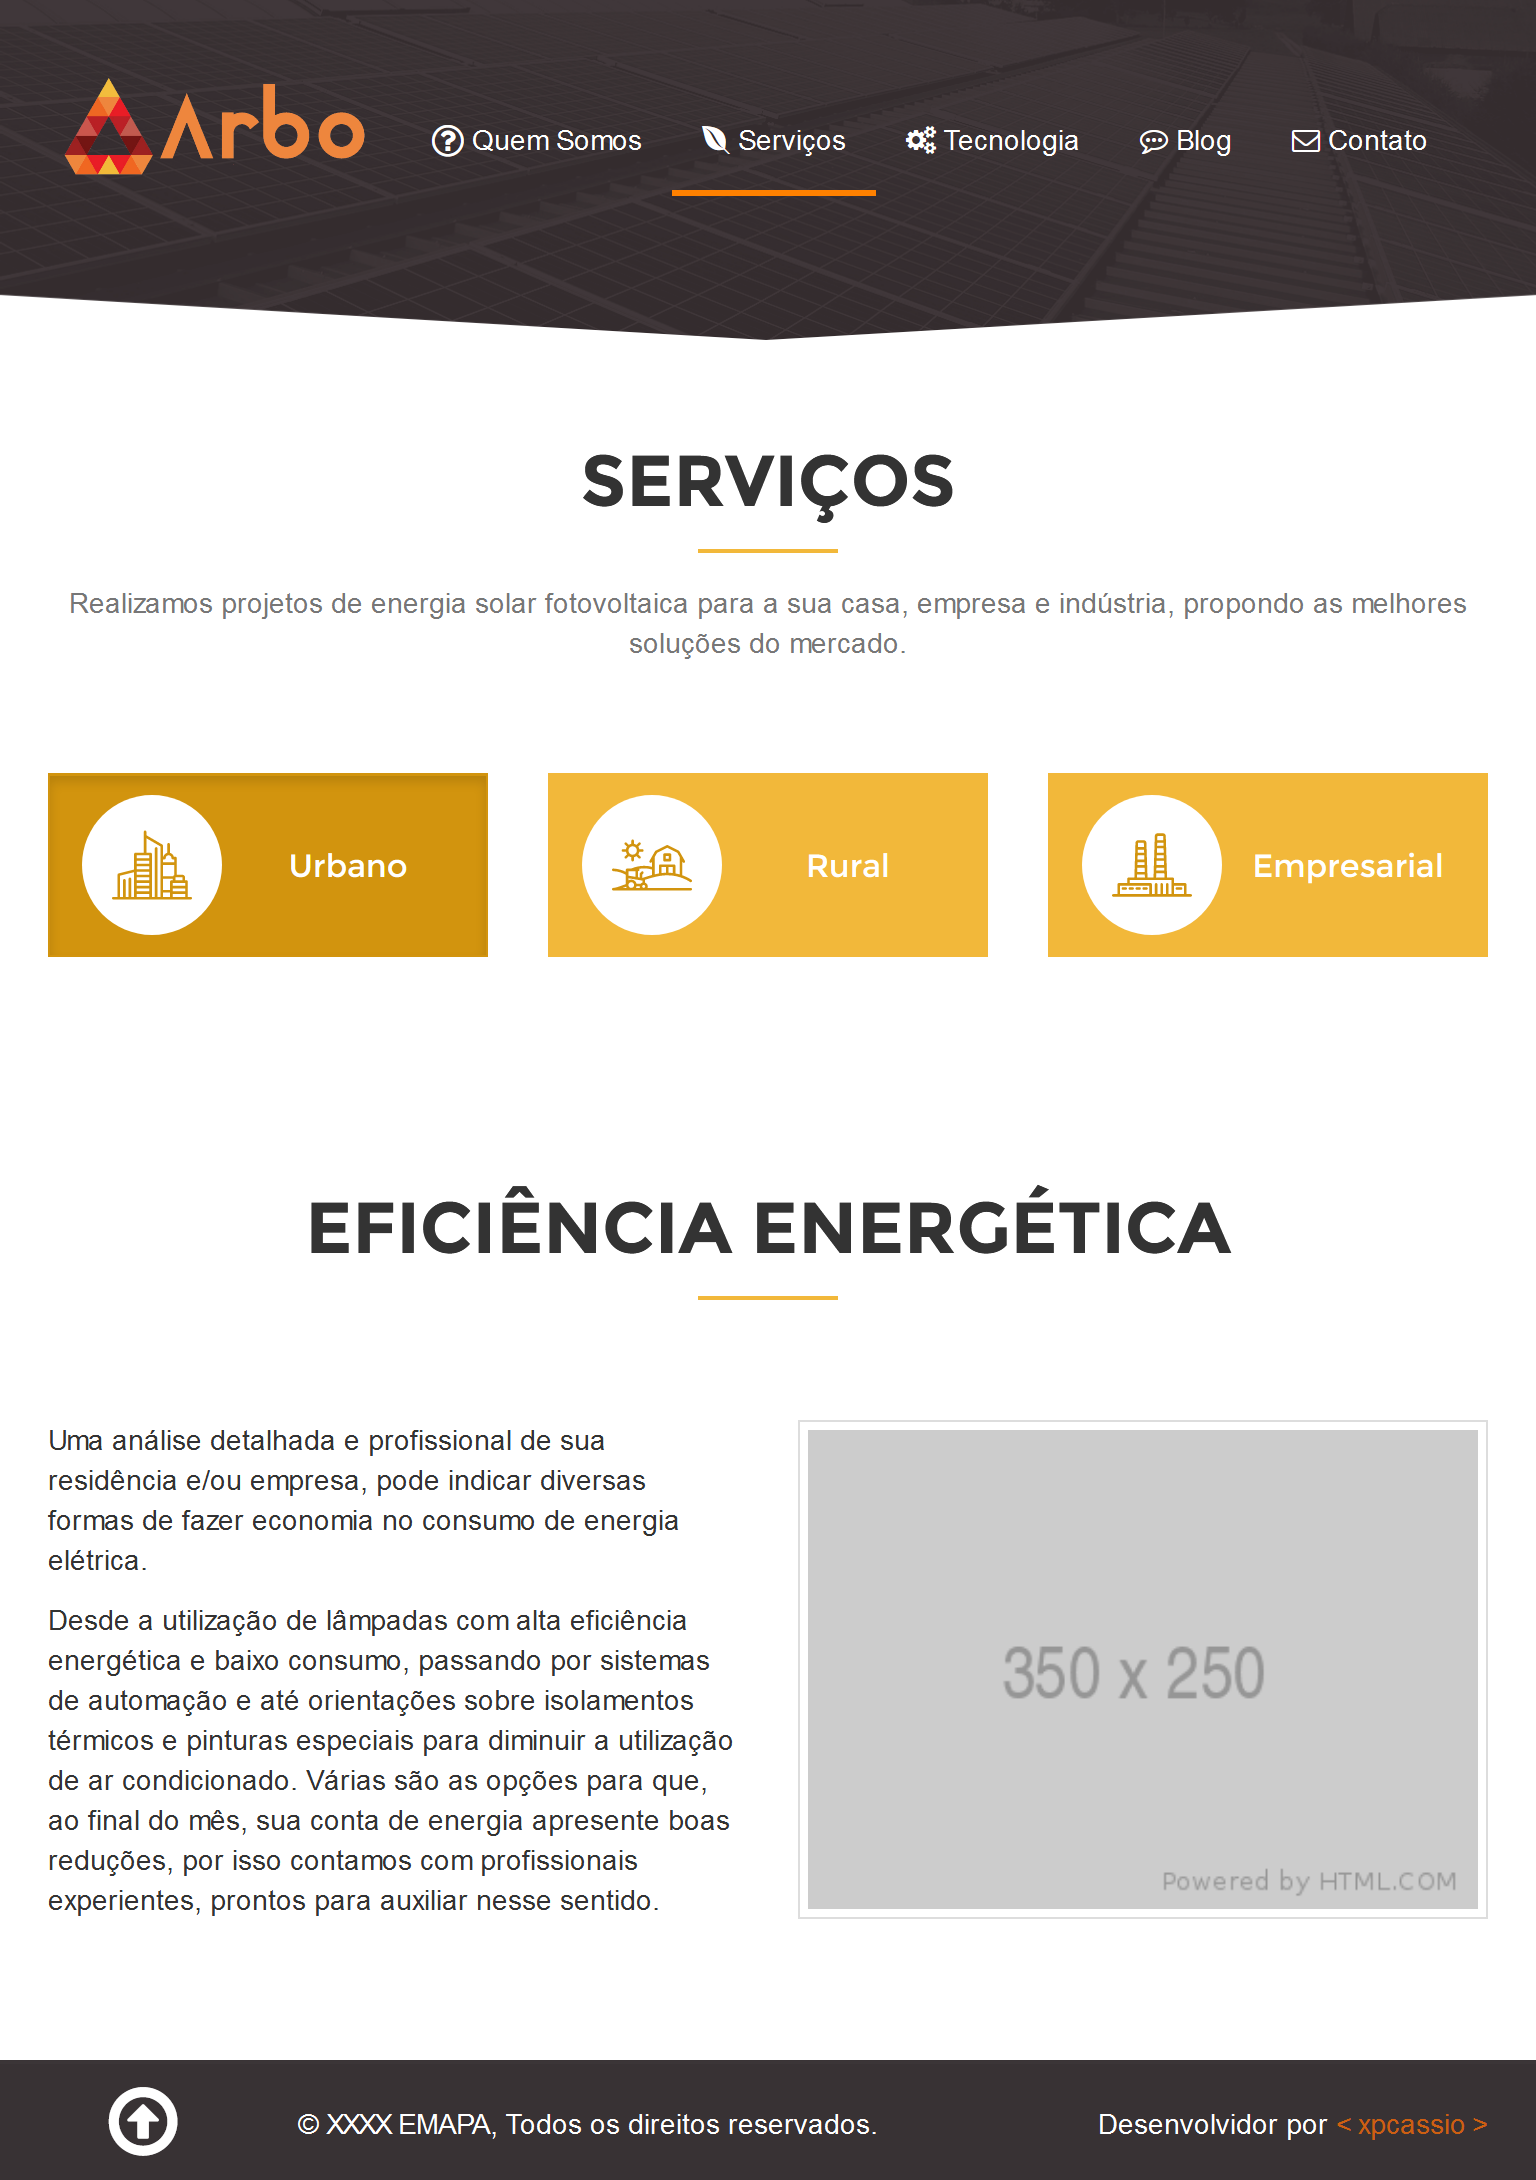 Arbo
Quem Somos
Serviços
Tecnologia
Blog
Contato
SERVIÇOS
Realizamos projetos de energia solar fotovoltaica para a sua casa, empresa e indústria, propondo as melhores
soluções do mercado.
Urbano
Rural
Empresarial
EFICIÊNCIA ENERGÉTICA
Uma análise detalhada e profissional de sua
residência e/ou empresa, pode indicar diversas
formas de fazer economia no consumo de energia
elétrica.
Desde a utilização de lâmpadas com alta eficiência
energética e baixo consumo, passando por sistemas
de automação e até orientações sobre isolamentos
térmicos e pinturas especiais para diminuir a utilização
de ar condicionado. Várias são as opções para que,
ao final do mês, sua conta de energia apresente boas
reduções, por isso contamos com profissionais
experientes, prontos para auxiliar nesse sentido.
350 x 250
Powered by HTML.COM
© XXXX EMAPA, Todos os direitos reservados.
Desenvolvidor por < xpcassio >